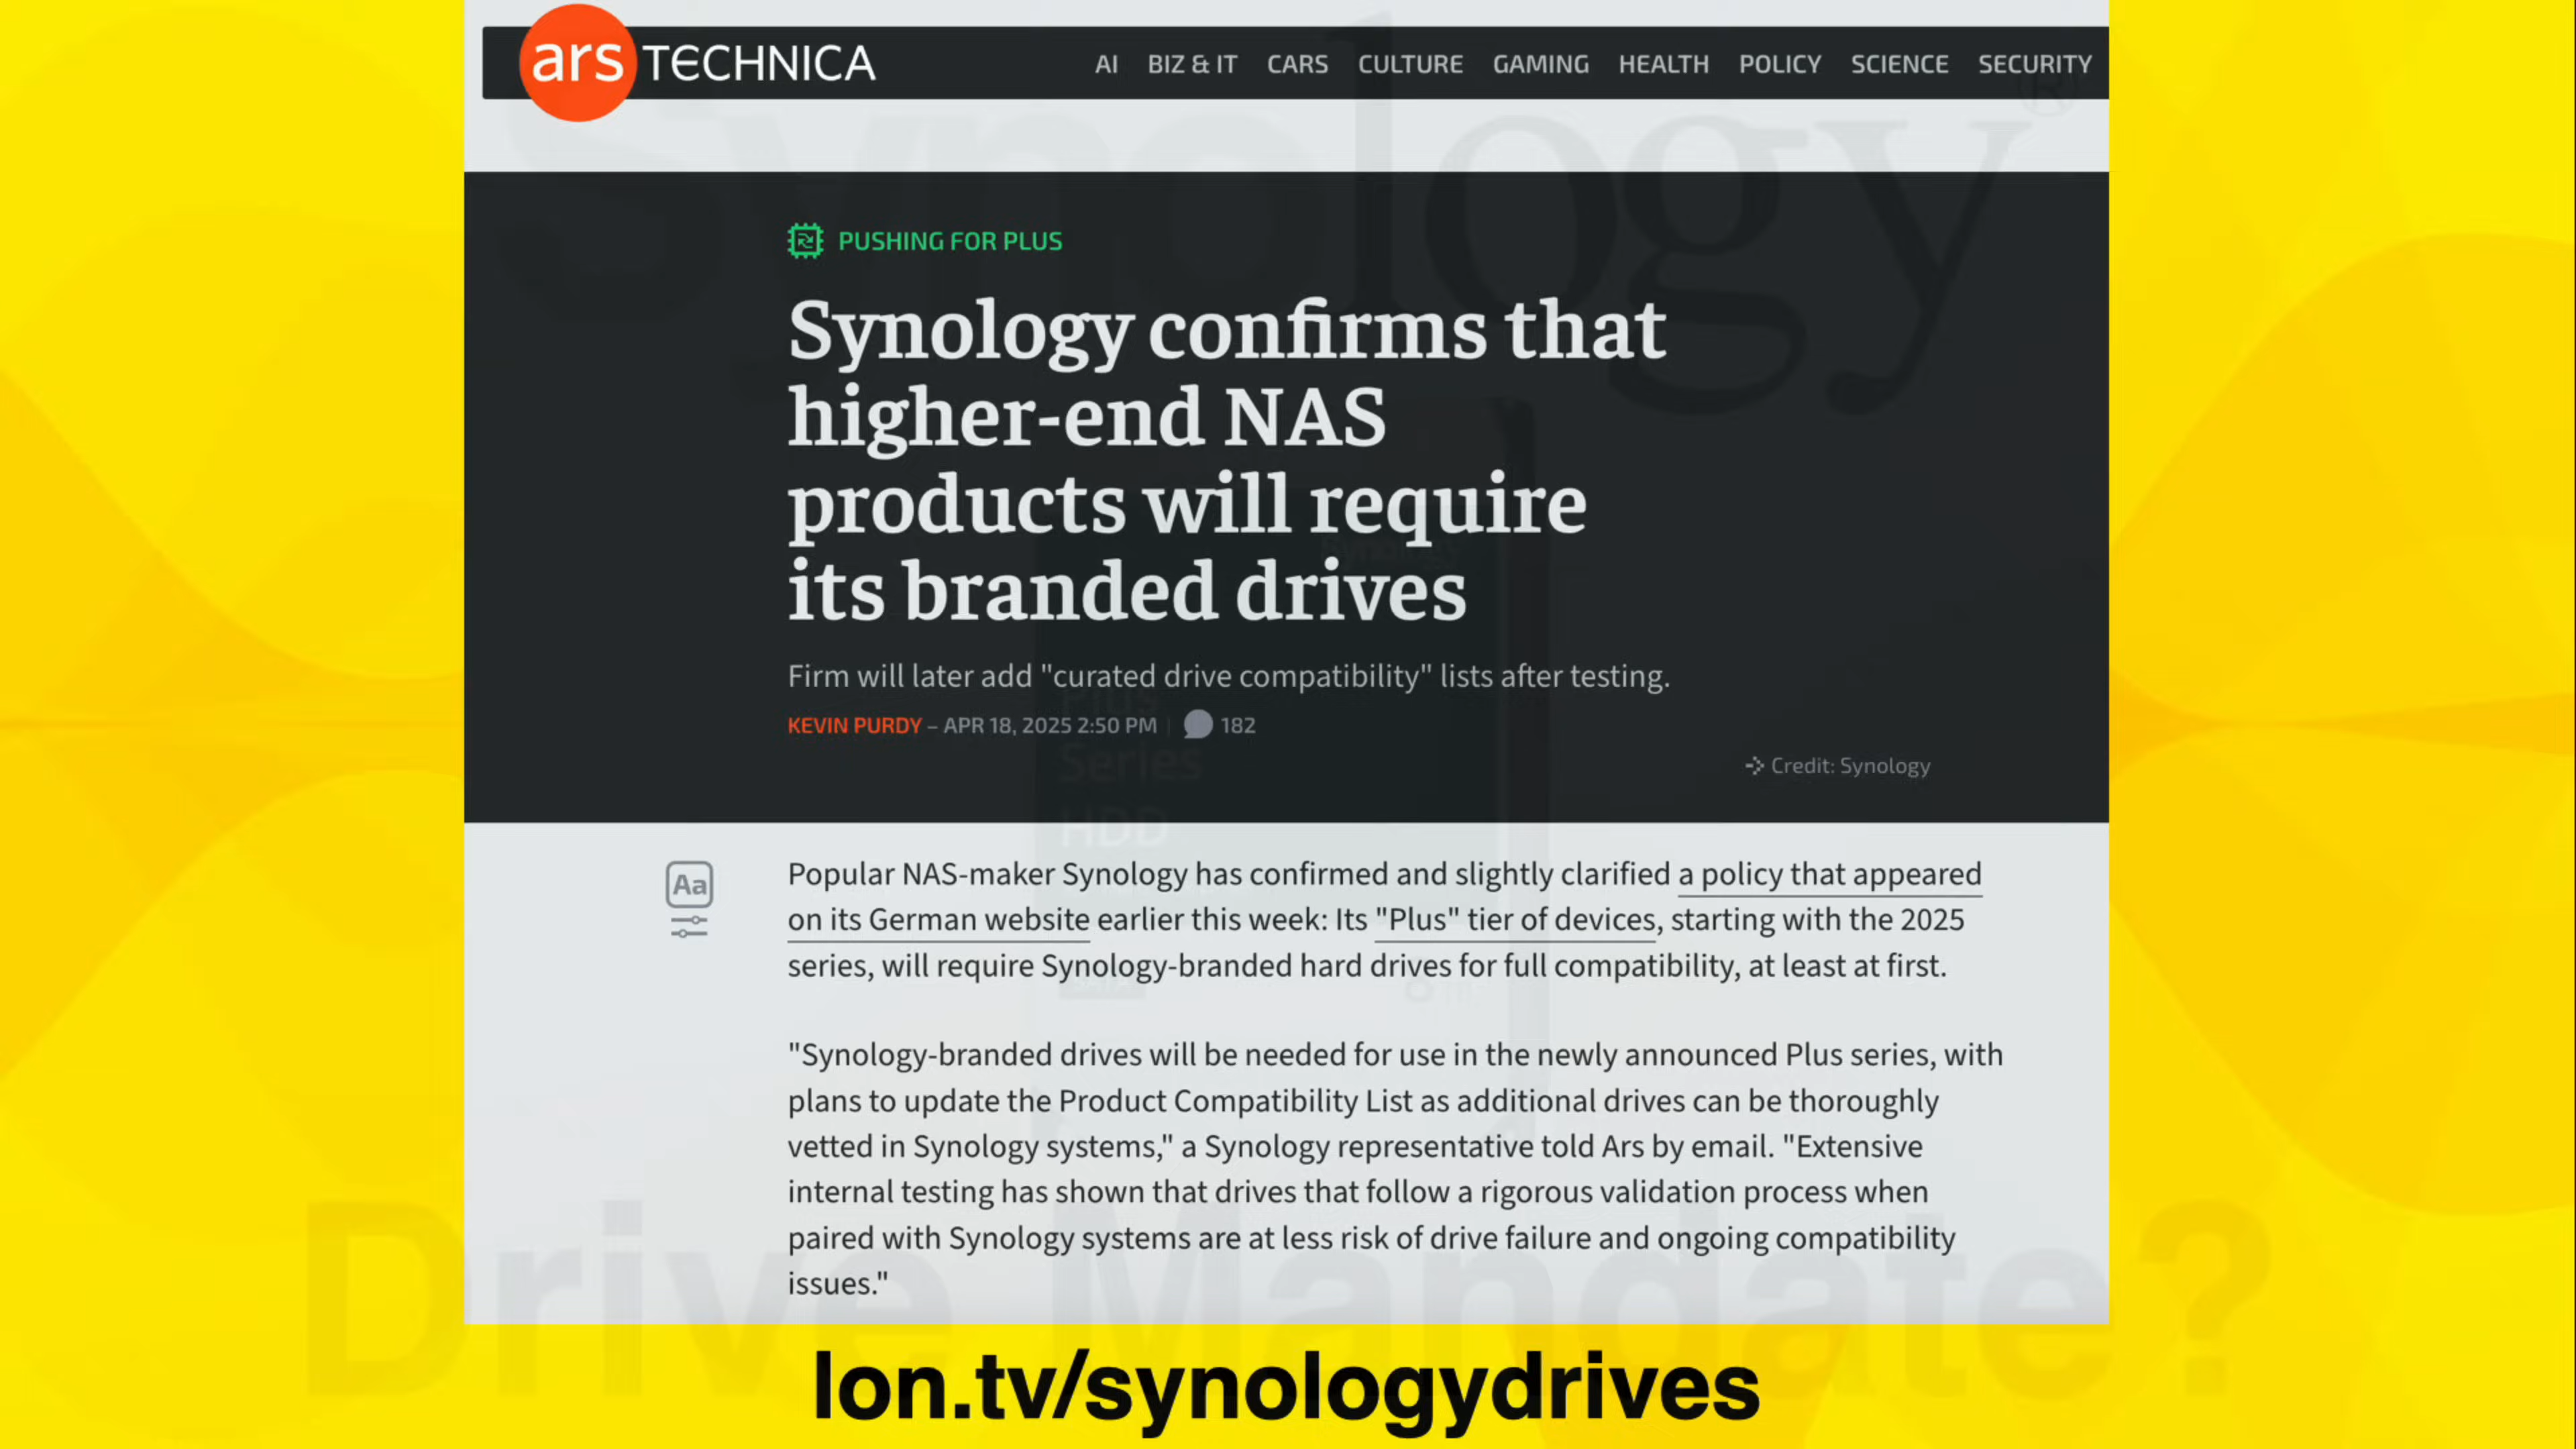 ars TECHNICA
AI BIZ & IT CARS CULTURE GAMING HEALTH POLICY SCIENCE SECURITY
Synology®
PUSHING FOR PLUS
Synology confirms that
higher-end NAS
products will require
its branded drives
Firm will later add "curated drive compatibility" lists after testing.
KEVIN PURDY – APR 18, 2025 2:50 PM | 182
Plus
Series
HDD
Credit: Synology
Aa
Popular NAS-maker Synology has confirmed and slightly clarified a policy that appeared
on its German website earlier this week: Its "Plus" tier of devices, starting with the 2025
series, will require Synology-branded hard drives for full compatibility, at least at first.
"Synology-branded drives will be needed for use in the newly announced Plus series, with
plans to update the Product Compatibility List as additional drives can be thoroughly
vetted in Synology systems," a Synology representative told Ars by email. "Extensive
internal testing has shown that drives that follow a rigorous validation process when
paired with Synology systems are at less risk of drive failure and ongoing compatibility
issues."
Drive Mandate?
lon.tv/synologydrives